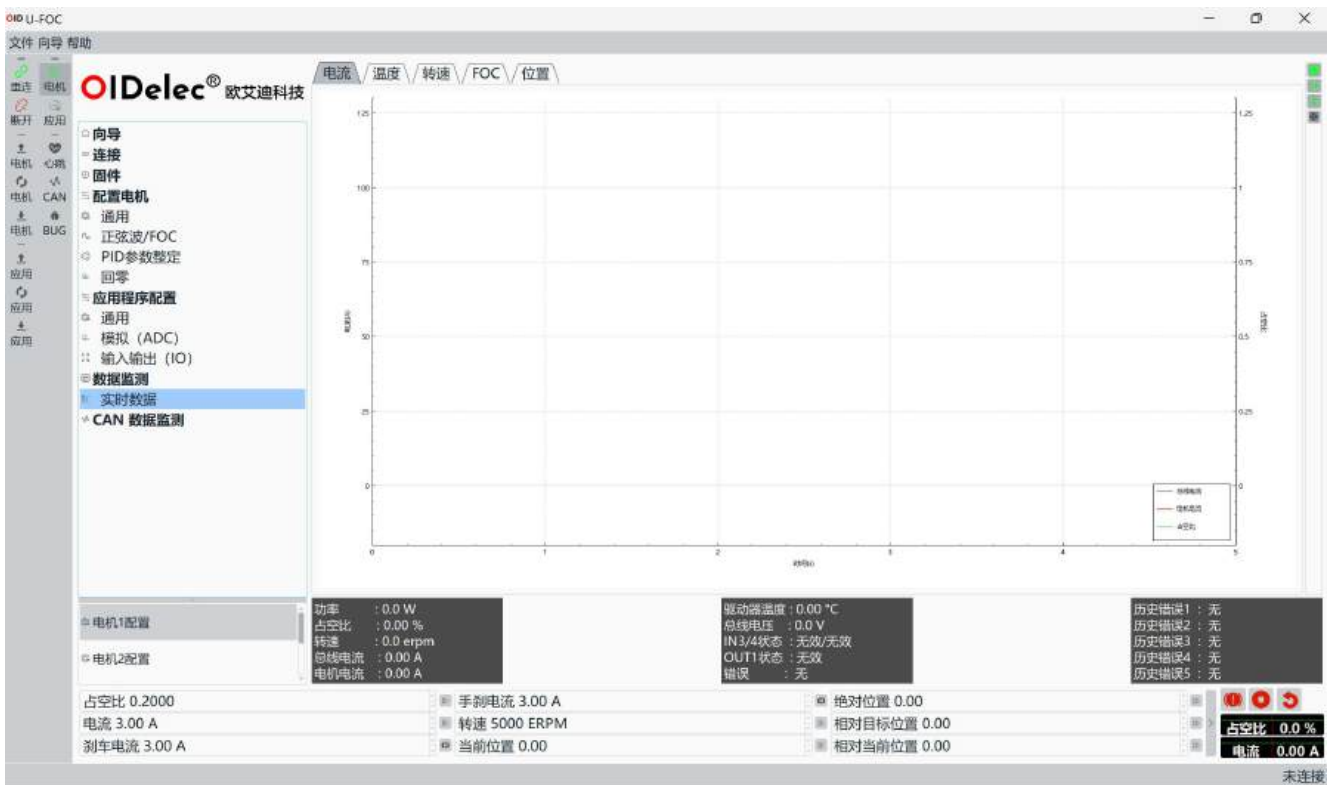 OID U-FOC
文件 向导 帮助
重连 电机
断开 应用
电机 心跳
电机 CAN
电机 BUG
应用
应用
应用
OIDelec® 欧艾迪科技
向导
连接
固件
配置电机
通用
正弦波/FOC
PID参数整定
回零
应用程序配置
通用
模拟（ADC）
输入输出（IO）
数据监测
实时数据
CAN 数据监测
电机1配置
电机2配置
电流 温度 转速 FOC 位置
125
100
75
50
25
0
1.25
1
0.75
0.5
0.25
0
0 1 2 3 4 5
总线电流
电机电流
占空比
功率 : 0.0 W
占空比 : 0.00 %
转速 : 0.0 erpm
总线电流 : 0.00 A
电机电流 : 0.00 A
驱动器温度 : 0.00 °C
总线电压 : 0.0 V
IN3/4状态 : 无效/无效
OUT1状态 : 无效
错误 : 无
历史错误1 : 无
历史错误2 : 无
历史错误3 : 无
历史错误4 : 无
历史错误5 : 无
占空比 0.2000 手刹电流 3.00 A 绝对位置 0.00
电流 3.00 A 转速 5000 ERPM 相对目标位置 0.00
刹车电流 3.00 A 当前位置 0.00 相对当前位置 0.00
占空比 0.0 %
电流 0.00 A
未连接